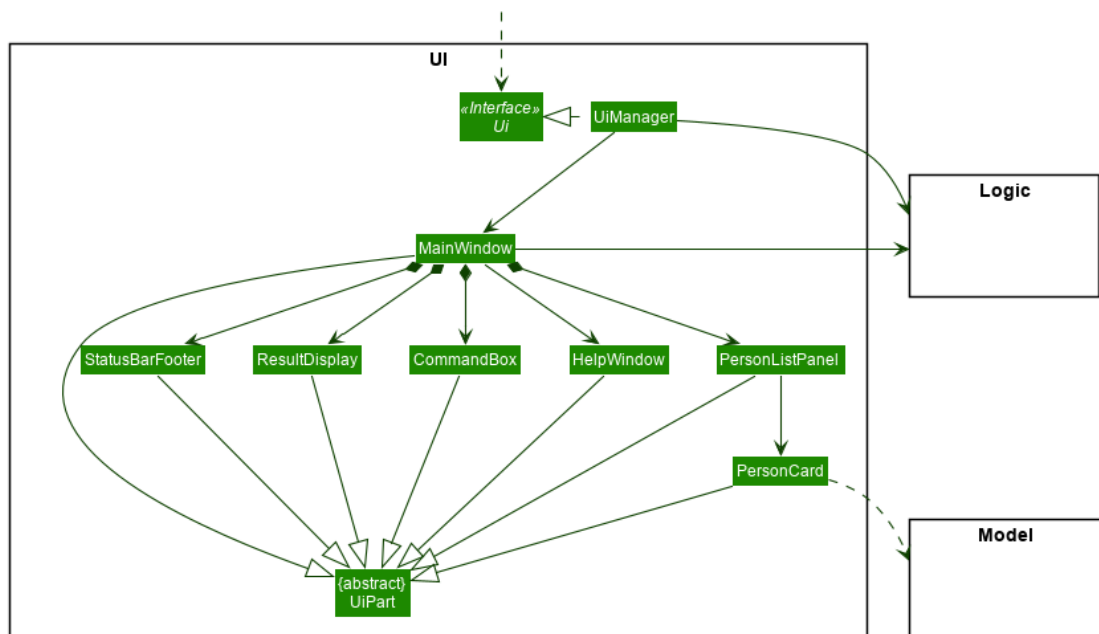 UI
«Interface»
Ui
UiManager
Logic
MainWindow
StatusBarFooter
ResultDisplay
CommandBox
HelpWindow
PersonListPanel
PersonCard
Model
{abstract}
UiPart